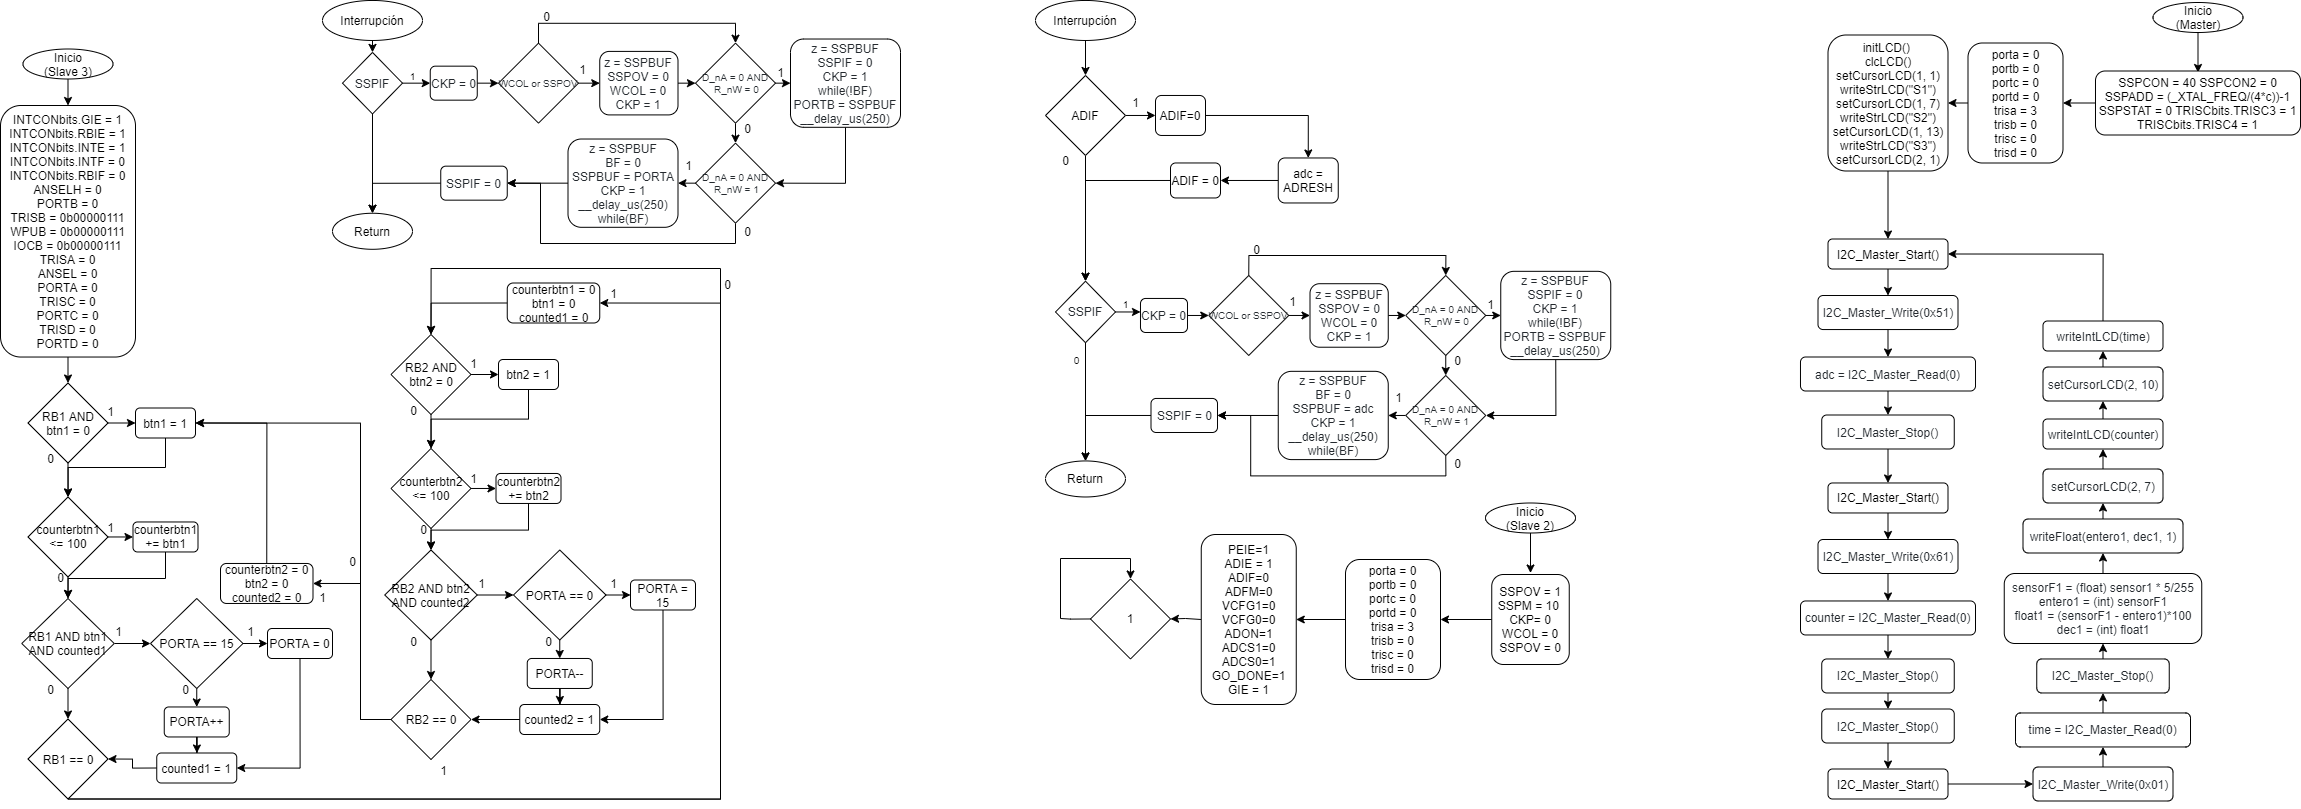 Inicio
(Slave 3)
INTCONbits.GIE = 1
INTCONbits.RBIE = 1
INTCONbits.INTE = 1
INTCONbits.INTF = 0
INTCONbits.RBIF = 0
ANSELH = 0
PORTB = 0
TRISB = 0b00000111
WPUB = 0b00000111
IOCB = 0b00000111
TRISA = 0
ANSEL = 0
PORTA = 0
TRISC = 0
PORTC = 0
TRISD = 0
PORTD = 0
RB1 AND
btn1 = 0
1
0
btn1 = 1
counterbtn1
<= 100
1
0
counterbtn1
+= btn1
RB1 AND btn1
AND counted1
1
0
PORTA == 15
1
0
PORTA = 0
PORTA++
counted1 = 1
RB1 == 0
counterbtn2 = 0
btn2 = 0
counted2 = 0
0
1
Interrupción
SSPIF
1
CKP = 0
WCOL or SSPOV
0
1
z = SSPBUF
SSPOV = 0
WCOL = 0
CKP = 1
D_nA = 0 AND
R_nW = 0
1
0
z = SSPBUF
SSPIF = 0
CKP = 1
while(!BF)
PORTB = SSPBUF
__delay_us(250)
D_nA = 0 AND
R_nW = 1
1
0
z = SSPBUF
BF = 0
SSPBUF = PORTA
CKP = 1
__delay_us(250)
while(BF)
SSPIF = 0
Return
counterbtn1 = 0
btn1 = 0
counted1 = 0
1
0
RB2 AND
btn2 = 0
1
0
btn2 = 1
counterbtn2
<= 100
1
0
counterbtn2
+= btn2
RB2 AND btn2
AND counted2
1
0
PORTA == 0
1
0
PORTA =
15
PORTA--
counted2 = 1
RB2 == 0
1
Interrupción
ADIF
1
0
ADIF=0
adc =
ADRESH
ADIF = 0
SSPIF
1
0
CKP = 0
WCOL or SSPOV
0
1
z = SSPBUF
SSPOV = 0
WCOL = 0
CKP = 1
D_nA = 0 AND
R_nW = 0
1
0
z = SSPBUF
SSPIF = 0
CKP = 1
while(!BF)
PORTB = SSPBUF
__delay_us(250)
D_nA = 0 AND
R_nW = 1
1
0
z = SSPBUF
BF = 0
SSPBUF = adc
CKP = 1
__delay_us(250)
while(BF)
SSPIF = 0
Return
Inicio
(Slave 2)
SSPOV = 1
SSPM = 10
CKP= 0
WCOL = 0
SSPOV = 0
porta = 0
portb = 0
portc = 0
portd = 0
trisa = 3
trisb = 0
trisc = 0
trisd = 0
PEIE=1
ADIE = 1
ADIF=0
ADFM=0
VCFG1=0
VCFG0=0
ADON=1
ADCS1=0
ADCS0=1
GO_DONE=1
GIE = 1
1
Inicio
(Master)
SSPCON = 40 SSPCON2 = 0
SSPADD = (_XTAL_FREQ/(4*c))-1
SSPSTAT = 0 TRISCbits.TRISC3 = 1
TRISCbits.TRISC4 = 1
porta = 0
portb = 0
portc = 0
portd = 0
trisa = 3
trisb = 0
trisc = 0
trisd = 0
initLCD()
clcLCD()
setCursorLCD(1, 1)
writeStrLCD("S1")
setCursorLCD(1, 7)
writeStrLCD("S2")
setCursorLCD(1, 13)
writeStrLCD("S3")
setCursorLCD(2, 1)
I2C_Master_Start()
I2C_Master_Write(0x51)
adc = I2C_Master_Read(0)
I2C_Master_Stop()
I2C_Master_Start()
I2C_Master_Write(0x61)
counter = I2C_Master_Read(0)
I2C_Master_Stop()
I2C_Master_Stop()
I2C_Master_Start()
I2C_Master_Write(0x01)
time = I2C_Master_Read(0)
I2C_Master_Stop()
sensorF1 = (float) sensor1 * 5/255
entero1 = (int) sensorF1
float1 = (sensorF1 - entero1)*100
dec1 = (int) float1
writeFloat(entero1, dec1, 1)
setCursorLCD(2, 7)
writeIntLCD(counter)
setCursorLCD(2, 10)
writeIntLCD(time)